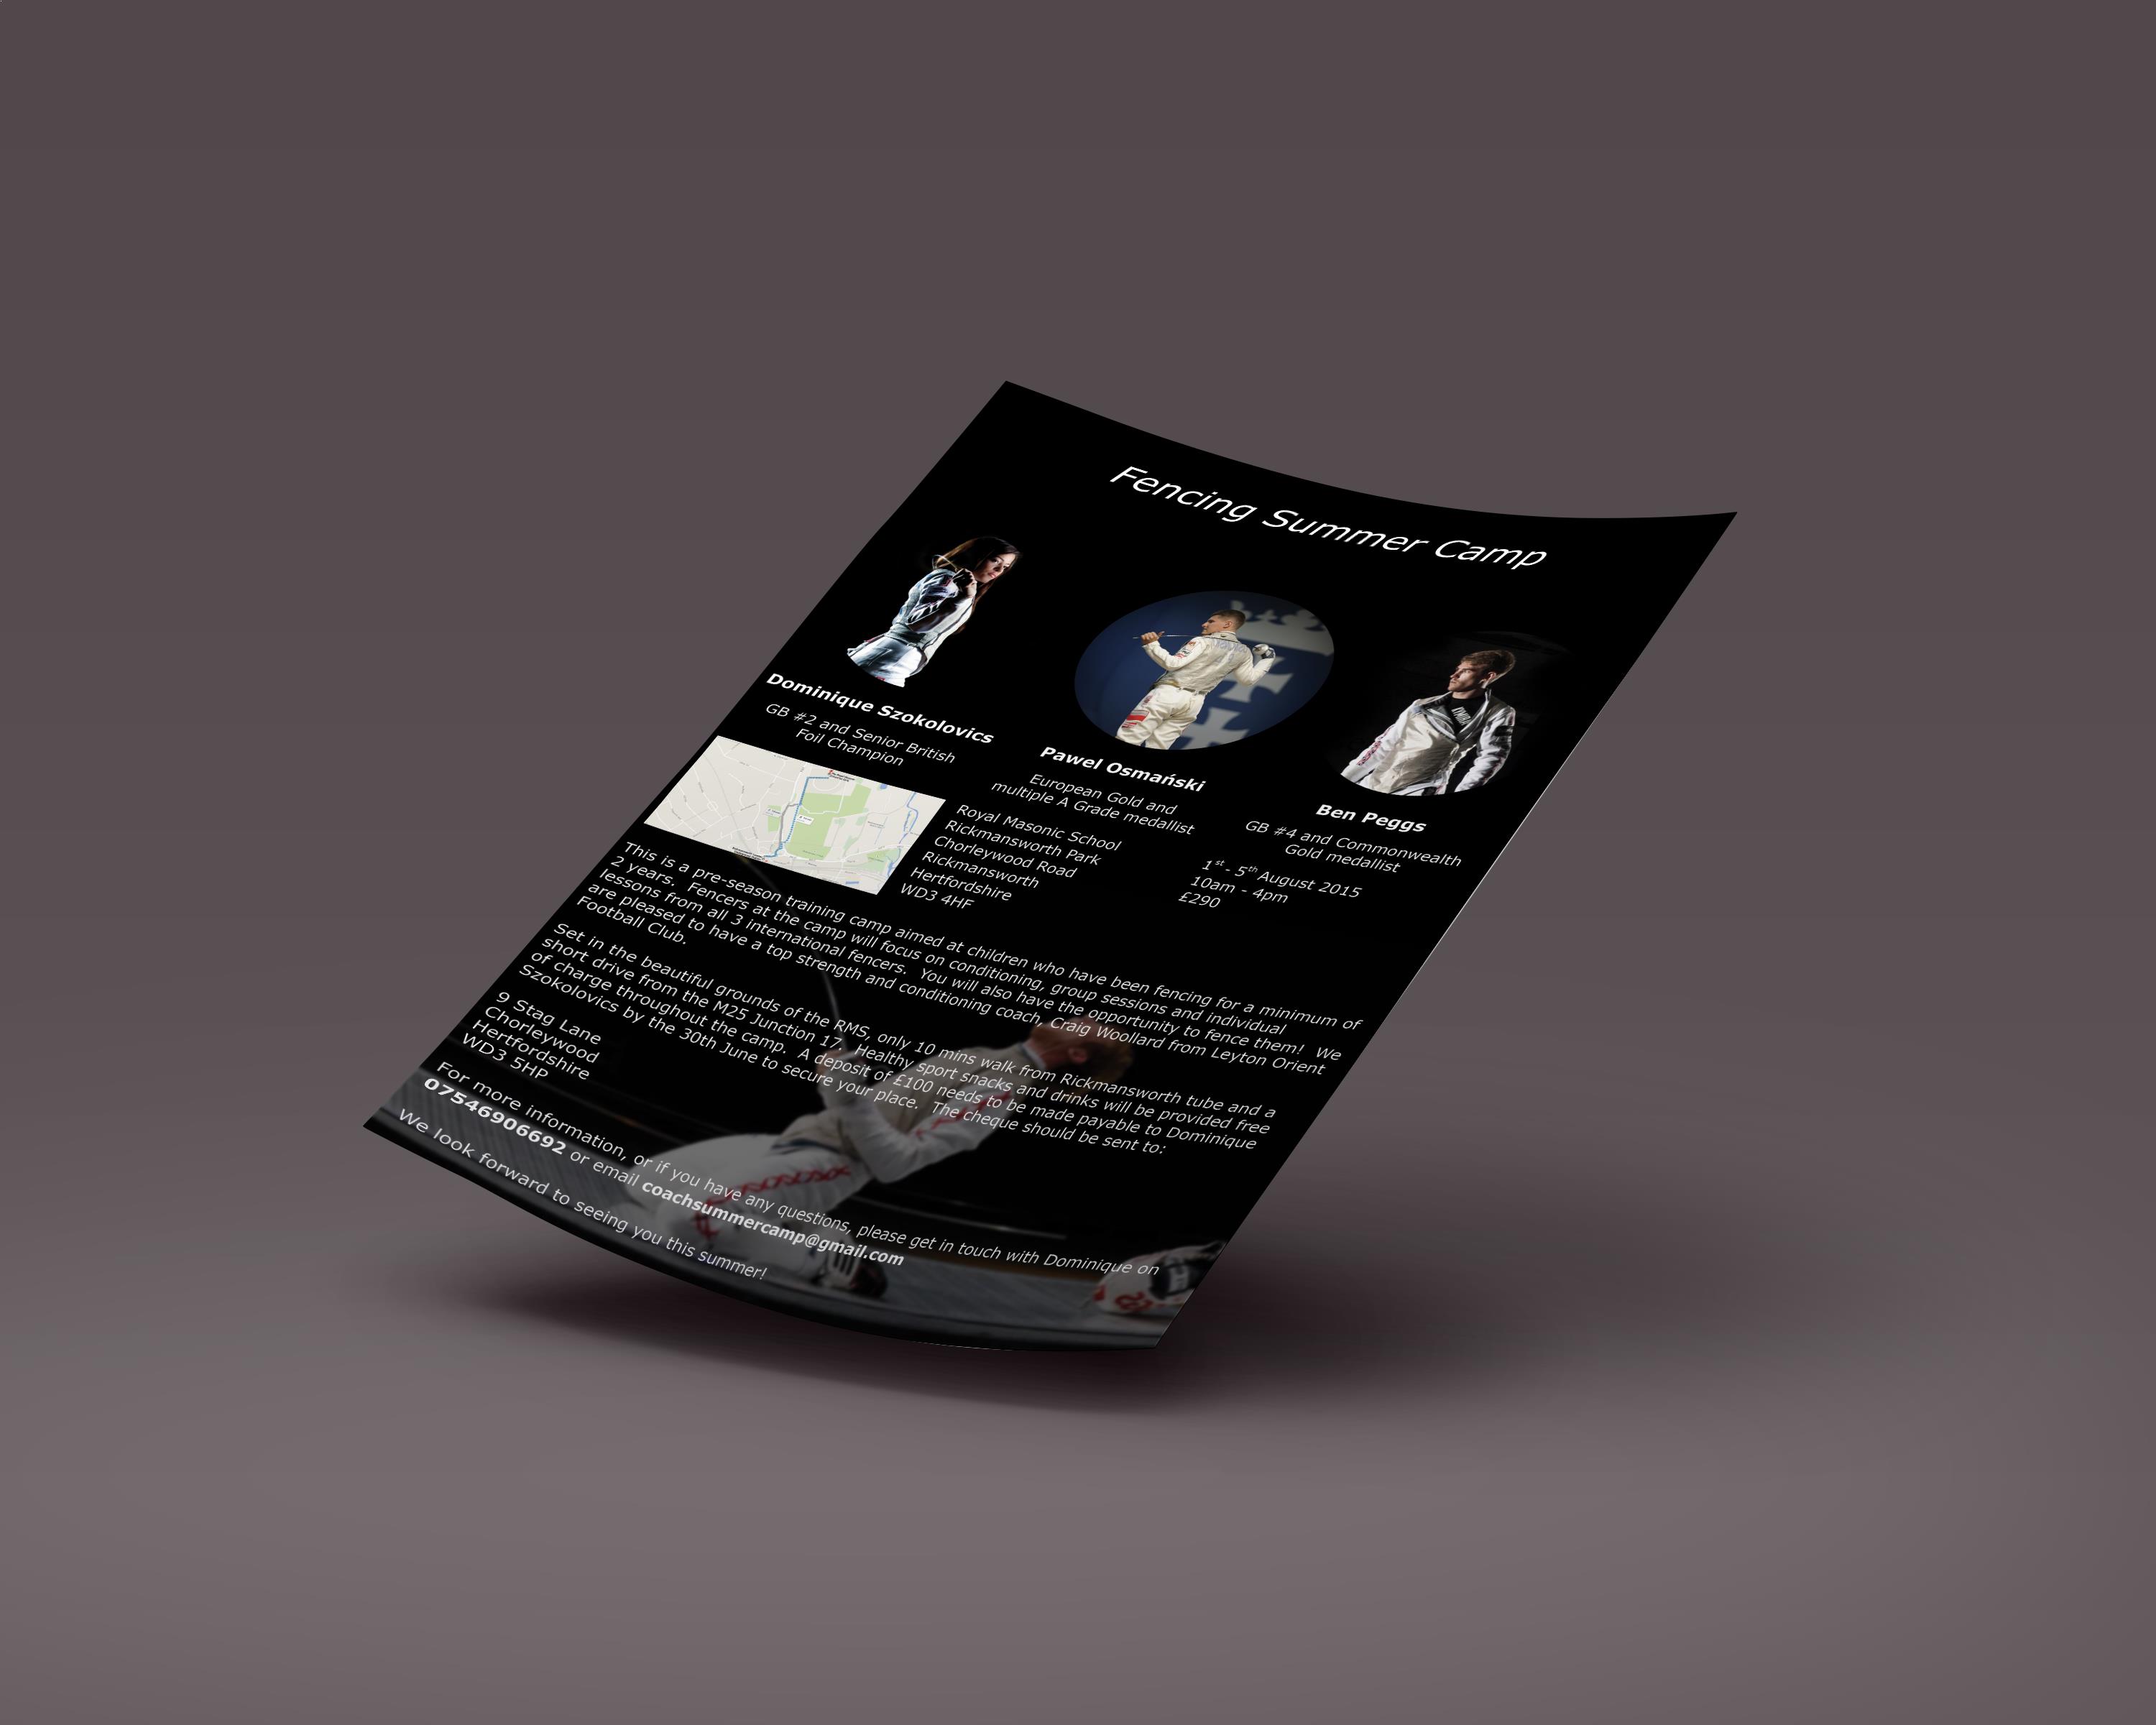 Fencing Summer Camp
Dominique Szokolovics
GB #2 and Senior British
Foil Champion
Pawel Osmański
European Gold and
multiple A Grade medallist
Ben Peggs
GB #4 and Commonwealth
Gold medallist
Royal Masonic School
Rickmansworth Park
Chorleywood Road
Rickmansworth
Hertfordshire
WD3 4HF
1st - 5th August 2015
10am - 4pm
£290
This is a pre-season training camp aimed at children who have been fencing for a minimum of
2 years. Fencers at the camp will focus on conditioning, group sessions and individual
lessons from all 3 international fencers. You will also have the opportunity to fence them! We
are pleased to have a top strength and conditioning coach, Craig Woollard from Leyton Orient
Football Club.
Set in the beautiful grounds of the RMS, only 10 mins walk from Rickmansworth tube and a
short drive from the M25 Junction 17. Healthy sport snacks and drinks will be provided free
of charge throughout the camp. A deposit of £100 needs to be made payable to Dominique
Szokolovics by the 30th June to secure your place. The cheque should be sent to:
9 Stag Lane
Chorleywood
Hertfordshire
WD3 5HP
For more information, or if you have any questions, please get in touch with Dominique on
07546906692 or email coachsummercamp@gmail.com
We look forward to seeing you this summer!